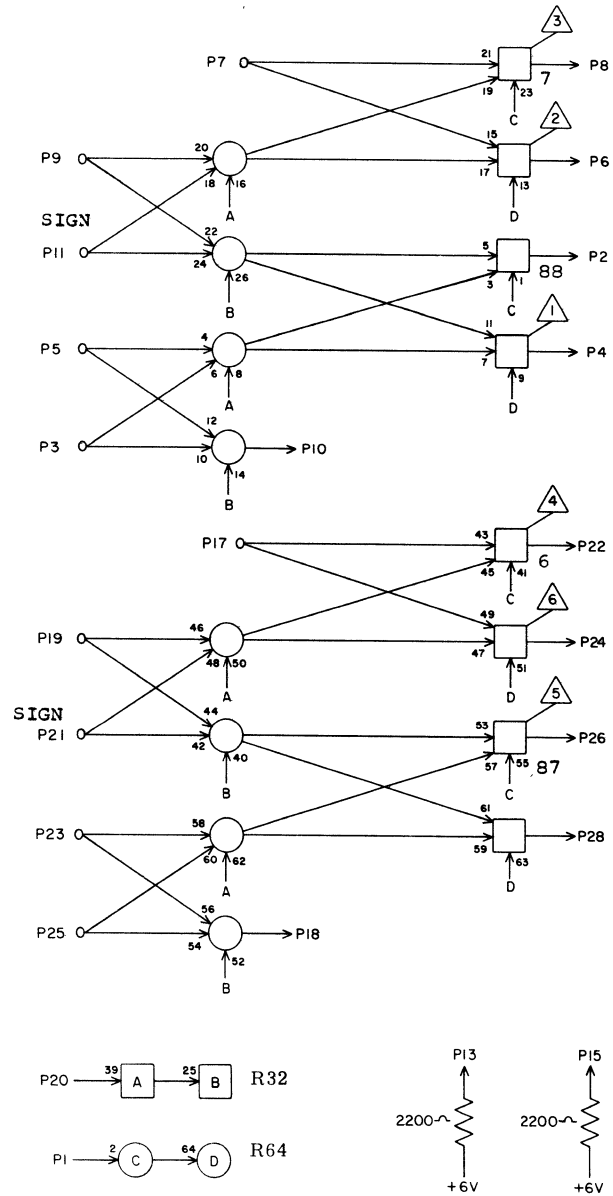 3
P7 21 P8
19 23 7
C
2
P9 20 15 P6
18 16 17 13
A D
SIGN
22 5 P2
P11 24 26 3 1 88
B C
1
P5 4 11 P4
6 8 7 9
A D
12
P3 10 14 P10
B
4
P17 43 P22
45 41 6
C
6
P19 46 49 P24
48 50 47 51
A D
5
SIGN 44 53 P26
P21 42 40 57 55 87
B C
P23 58 61 P28
60 62 59 63
A D
56
P25 54 52 P18
B
P13 P15
P20 39 A 25 B R32
2200 2200
P1 2 C 64 D R64
+6V +6V